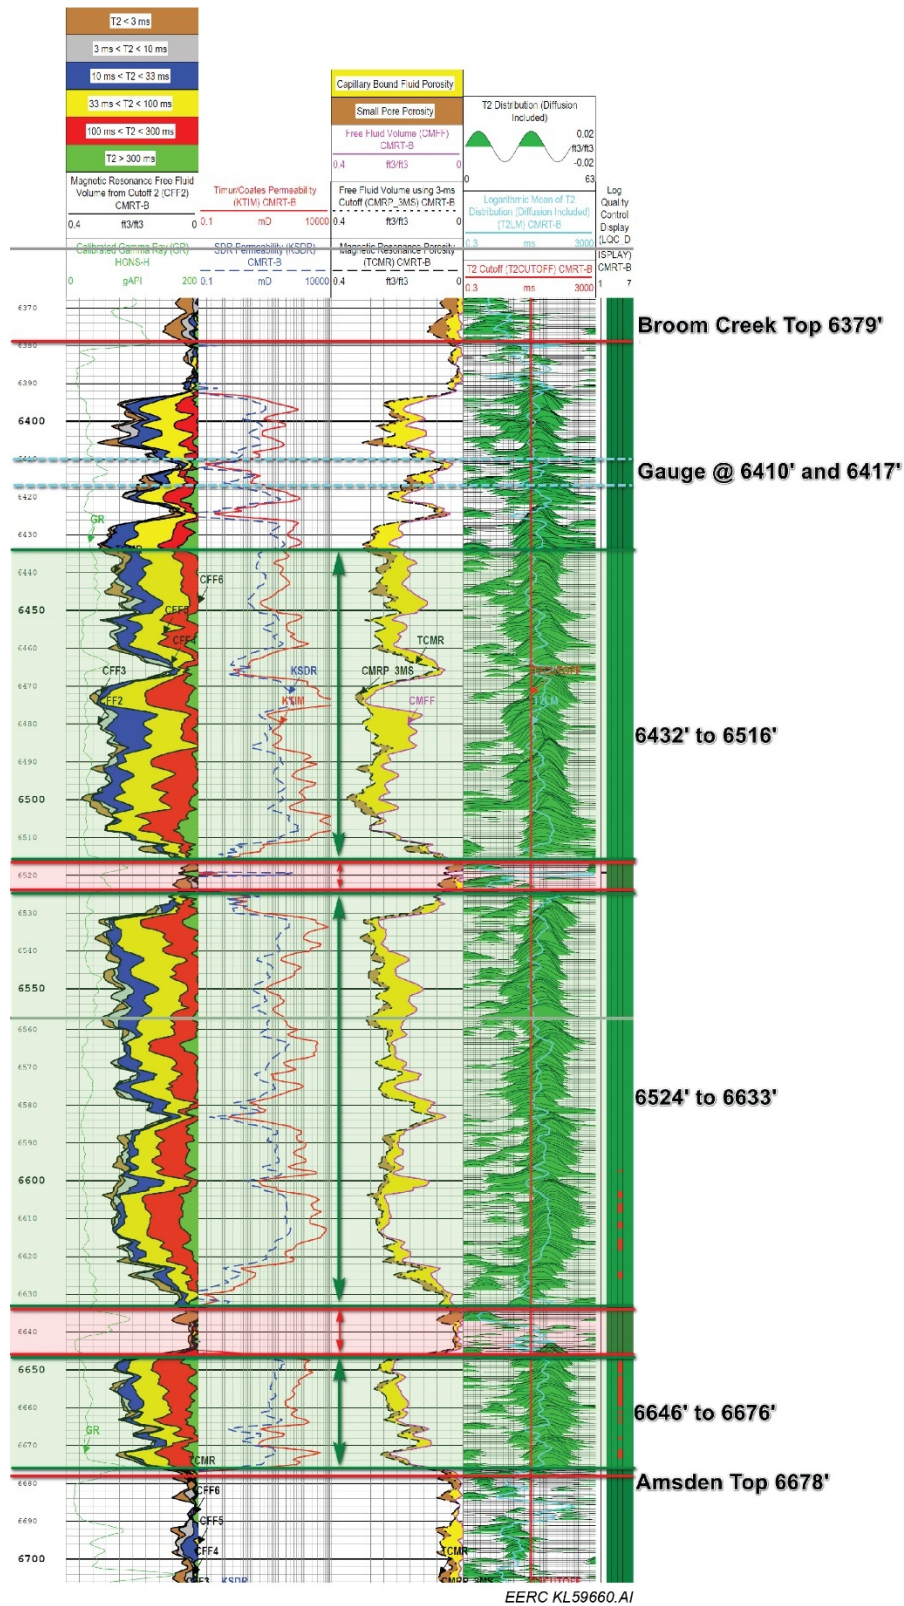 T2 < 3 ms
3 ms < T2 < 10 ms
10 ms < T2 < 33 ms
33 ms < T2 < 100 ms
100 ms < T2 < 300 ms
T2 > 300 ms
Magnetic Resonance Free Fluid
Volume from Cutoff 2 (CFF2)
CMRT-B
0.4 ft3/ft3 0
Calibrated Gamma Ray (GR)
HGNS-H
0 gAPI 200
Timur/Coates Permeability
(KTIM) CMRT-B
0.1 mD 10000
SDR Permeability (KSDR)
CMRT-B
0.1 mD 10000
Capillary Bound Fluid Porosity
Small Pore Porosity
Free Fluid Volume (CMFF)
CMRT-B
0.4 ft3/ft3 0
Free Fluid Volume using 3-ms
Cutoff (CMRP_3MS) CMRT-B
0.4 ft3/ft3 0
Magnetic Resonance Porosity
(TCMR) CMRT-B
0.4 ft3/ft3 0
T2 Distribution (Diffusion
Included)
0.02
ft3/ft3
-0.02
0 63
Logarithmic Mean of T2
Distribution (Diffusion Included)
(T2LM) CMRT-B
0.3 ms 3000
T2 Cutoff (T2CUTOFF) CMRT-B
0.3 ms 3000
Log
Quality
Control
Display
(LQC_D
ISPLAY)
CMRT-B
1 7
6370
Broom Creek Top 6379'
6380
6390
6400
6410
Gauge @ 6410' and 6417'
6420
GR
6430
6440
CFF6
6450
CFF5
CFF4
TCMR
6460
CFF3
KSDR
CMRP_3MS
6470
KTIM
CMFF
T2LM
6480
6432' to 6516'
6490
6500
6510
6520
6530
6540
6550
6560
6570
6524' to 6633'
6580
6590
6600
6610
6620
6630
6640
6650
6660
6646' to 6676'
GR
6670
6680
Amsden Top 6678'
CFF6
6690
CFF5
CFF4
TCMR
6700
CFF3 KSDR
CMRP_3MS
EERC KL59660.AI